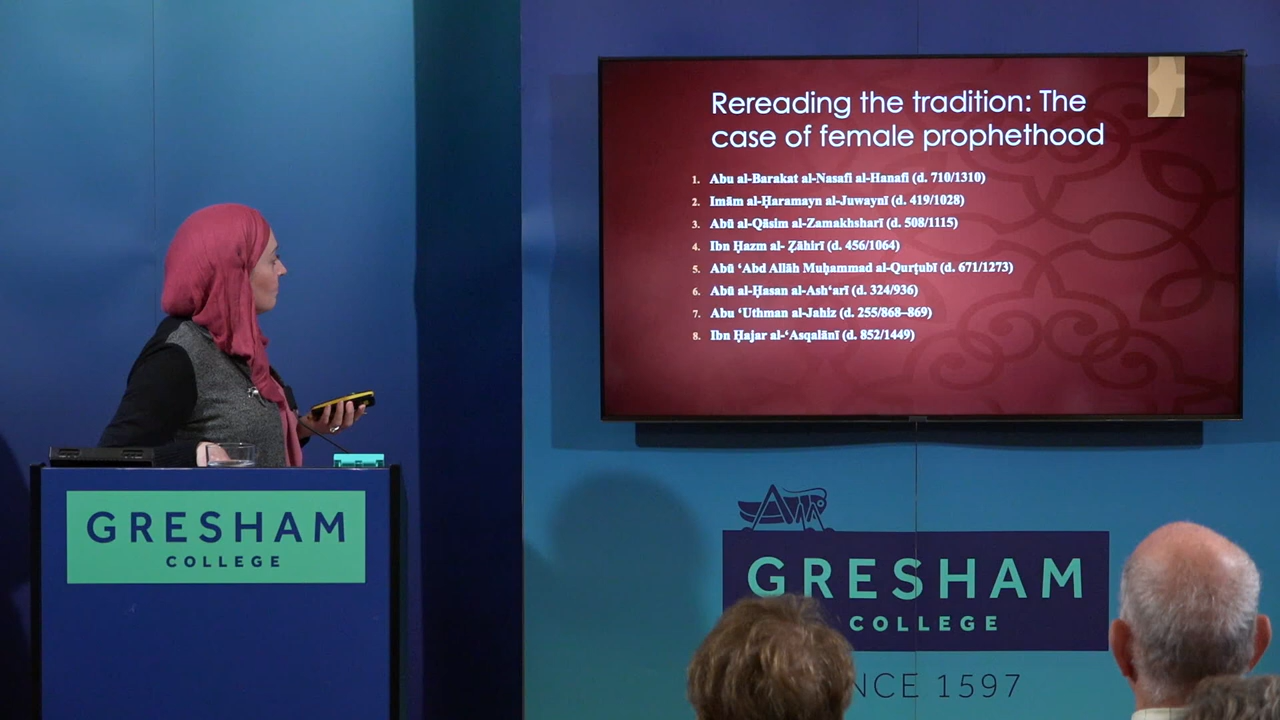 Rereading the tradition: The
case of female prophethood
1. Abu al-Barakat al-Nasafi al-Hanafi (d. 710/1310)
2. Imām al-Ḥaramayn al-Juwaynī (d. 419/1028)
3. Abū al-Qāsim al-Zamakhsharī (d. 508/1115)
4. Ibn Ḥazm al- Ẓāhirī (d. 456/1064)
5. Abū ‘Abd Allāh Muḥammad al-Qurṭubī (d. 671/1273)
6. Abū al-Ḥasan al-Ash‘arī (d. 324/936)
7. Abu ‘Uthman al-Jahiz (d. 255/868–869)
8. Ibn Ḥajar al-‘Asqalānī (d. 852/1449)
GRESHAM
COLLEGE
GRESHAM
COLLEGE
NCE 1597